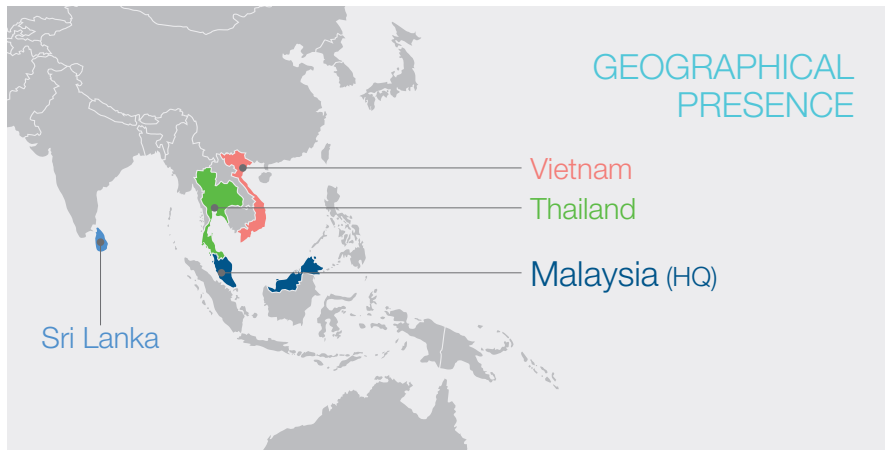 GEOGRAPHICAL
PRESENCE
Vietnam
Thailand
Malaysia (HQ)
Sri Lanka